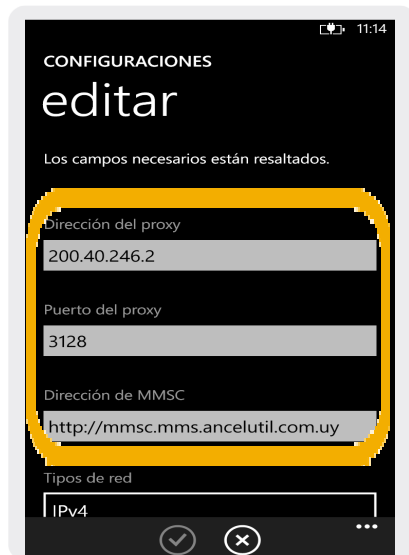 11:14
CONFIGURACIONES
editar
Los campos necesarios están resaltados.
Dirección del proxy
200.40.246.2
Puerto del proxy
3128
Dirección de MMSC
http://mmsc.mms.ancelutil.com.uy
Tipos de red
IPv4